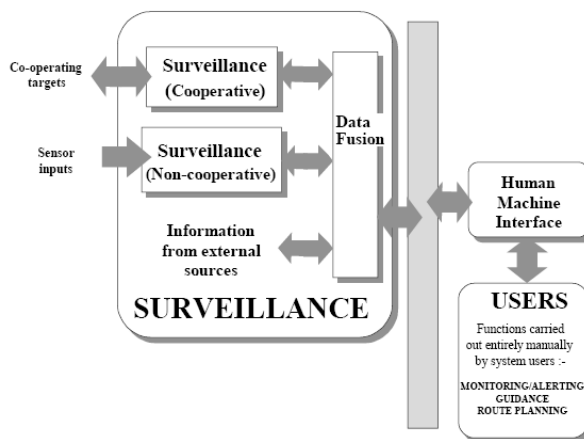 Co-operating
targets
Surveillance
(Cooperative)
Sensor
inputs
Surveillance
(Non-cooperative)
Information
from external
sources
Data
Fusion
SURVEILLANCE
Human
Machine
Interface
USERS
Functions carried
out entirely manually
by system users :-
MONITORING/ALERTING
GUIDANCE
ROUTE PLANNING